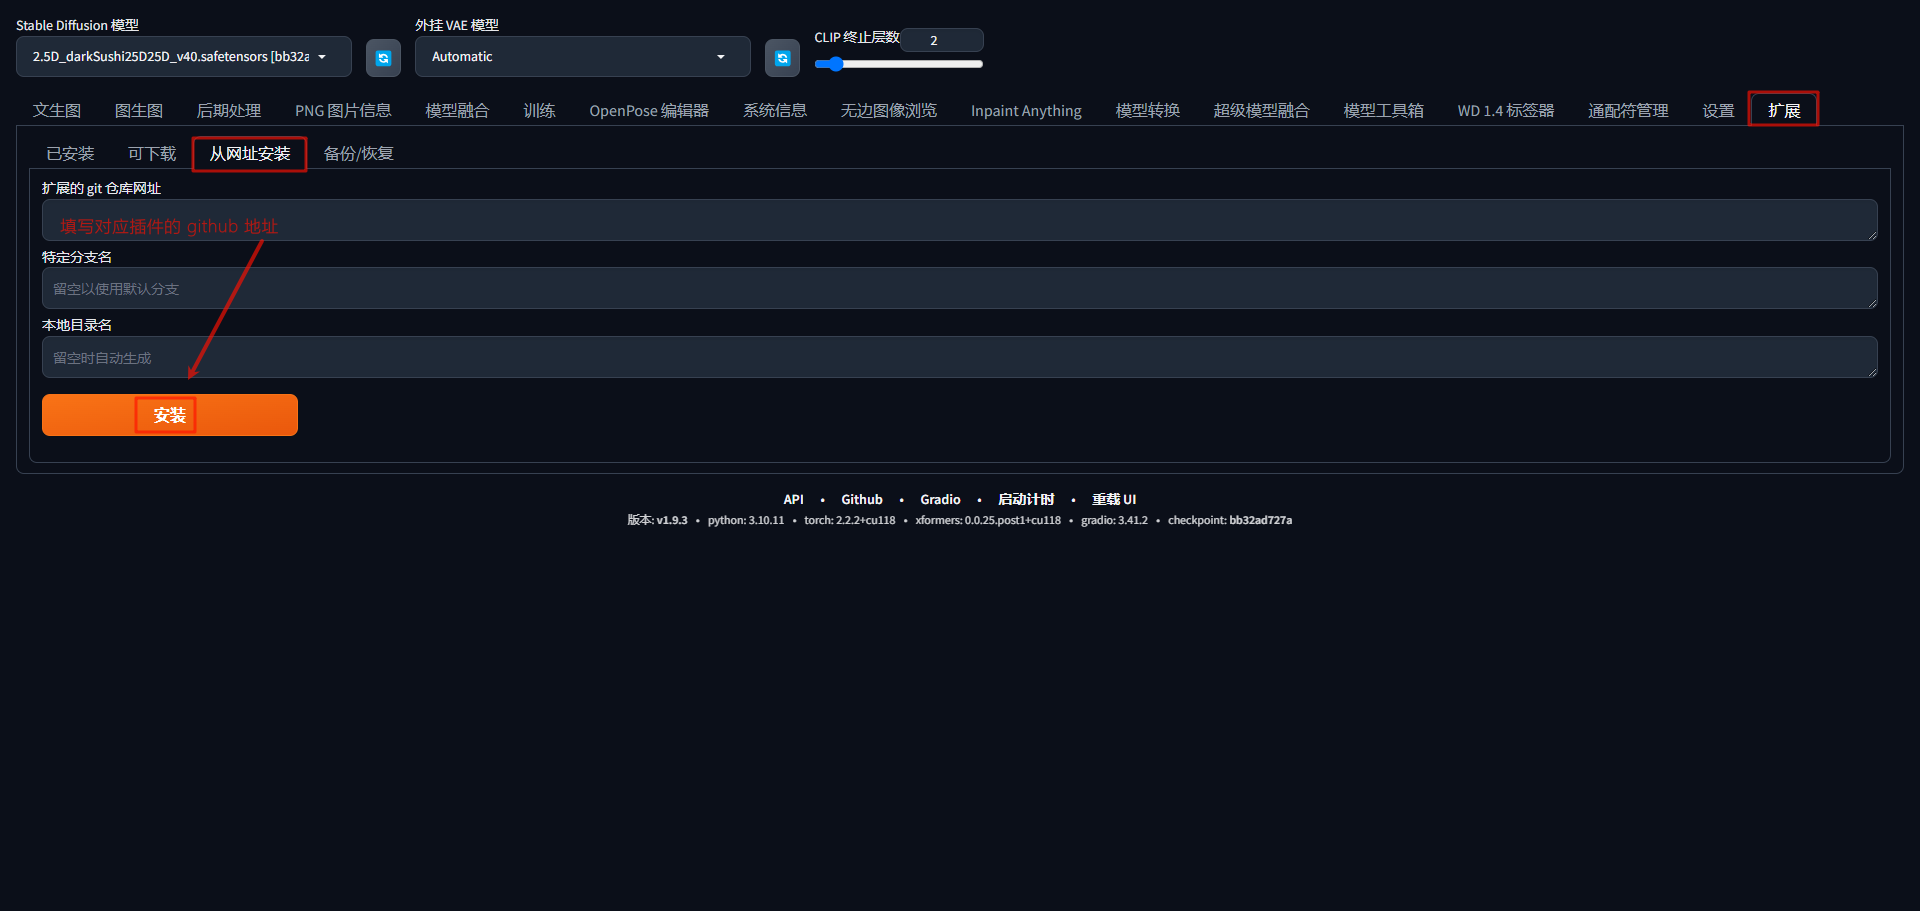 Stable Diffusion 模型
外挂 VAE 模型
CLIP 终止层数
2
2.5D_darkSushi25D25D_v40.safetensors [bb32a
Automatic
文生图 图生图 后期处理 PNG 图片信息 模型融合 训练 OpenPose 编辑器 系统信息 无边图像浏览 Inpaint Anything 模型转换 超级模型融合 模型工具箱 WD 1.4 标签器 通配符管理 设置 扩展
已安装 可下载 从网址安装 备份/恢复
扩展的 git 仓库网址
填写对应插件的 github 地址
特定分支名
留空以使用默认分支
本地目录名
留空时自动生成
安装
API • Github • Gradio • 启动计时 • 重载 UI
版本: v1.9.3 • python: 3.10.11 • torch: 2.2.2+cu118 • xformers: 0.0.25.post1+cu118 • gradio: 3.41.2 • checkpoint: bb32ad727a